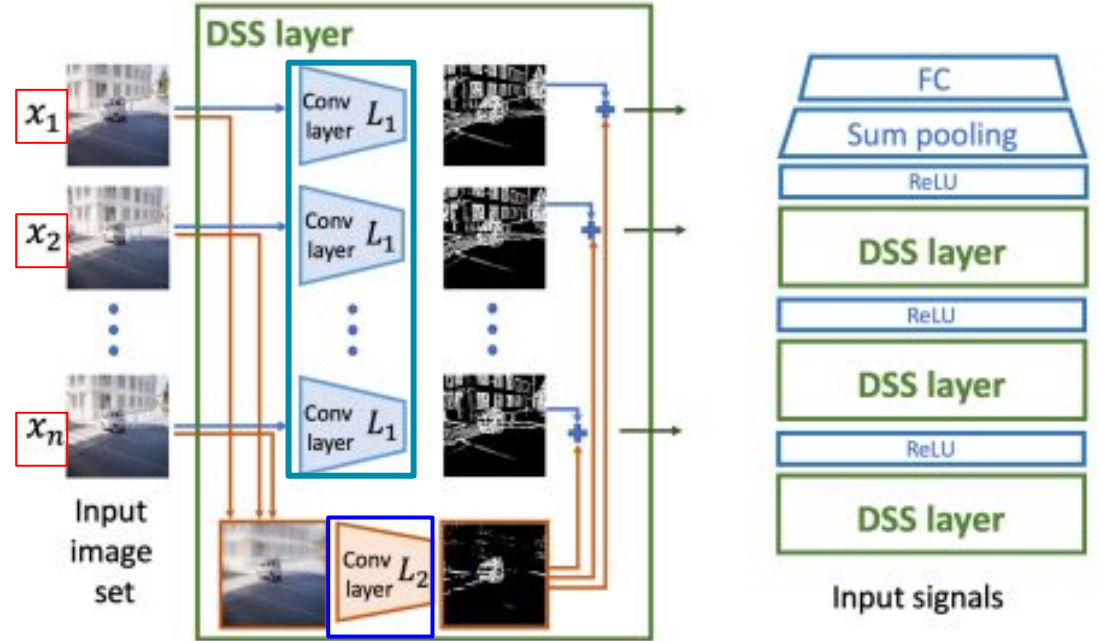 DSS layer
x₁
Conv
layer L₁
x₂
Conv
layer L₁
xₙ
Conv
layer L₁
Input
image
set
Conv
layer L₂
FC
Sum pooling
ReLU
DSS layer
ReLU
DSS layer
ReLU
DSS layer
Input signals